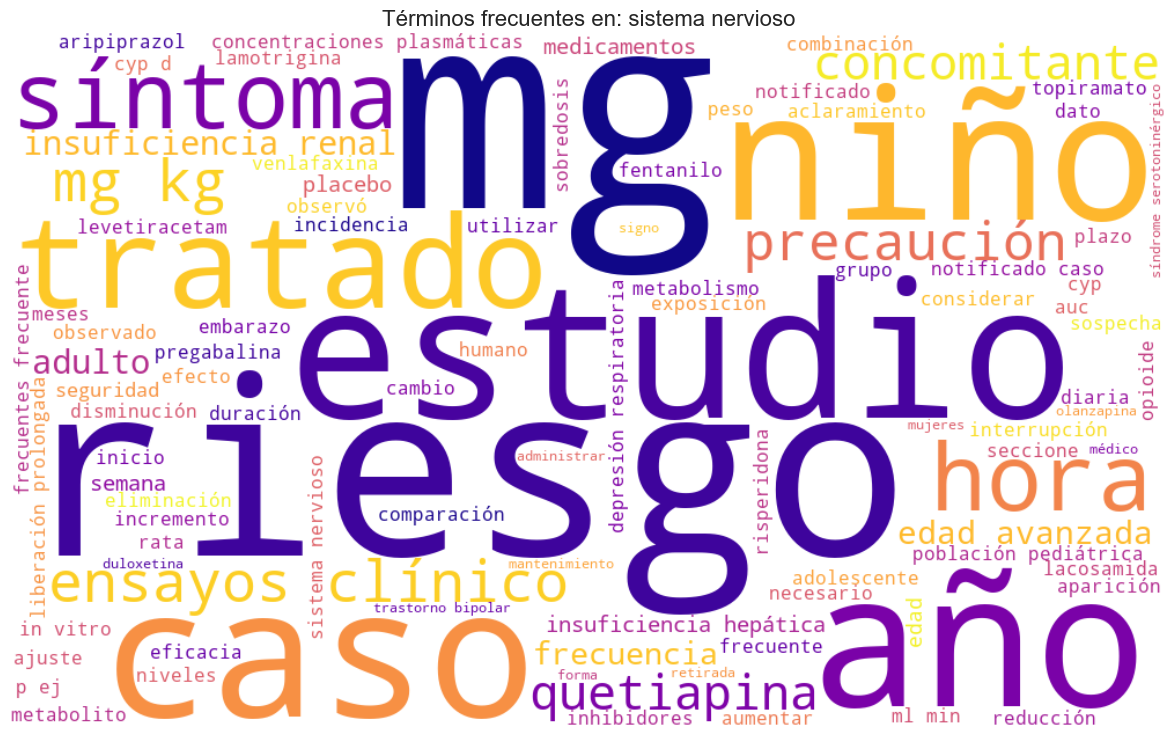 Términos frecuentes en: sistema nervioso
aripiprazol
concentraciones plasmáticas
medicamentos
combinación
concomitante
cyp d
lamotrigina
síntoma
mg
niño
sobredosis
notificado
topiramato
peso
aclaramiento
dato
síndrome serotoninérgico
insuficiencia renal
venlafaxina
fentanilo
mg kg
placebo
observó
levetiracetam
incidencia
utilizar
signo
tratado
precaución
plazo
grupo
notificado caso
cyp
metabolismo
exposición
considerar
auc
sospecha
frecuentes frecuente
meses
observado
embarazo
estudio
depresión respiratoria
adulto
pregabalina
humano
opioide
seguridad
efecto
cambio
diaria
olanzapina
disminución
duración
riesgo
mujeres
interrupción
liberación prolongada
inicio
administrar
risperidona
hora
seccione
médico
semana
eliminación
sistema nervioso
comparación
incremento
edad avanzada
rata
población pediátrica
duloxetina
mantenimiento
lacosamida
ensayos clínico
adolescente
aparición
necesario
trastorno bipolar
año
edad
in vitro
caso
insuficiencia hepática
eficacia
frecuencia
frecuente
ajuste
niveles
forma
retirada
p ej
quetiapina
metabolito
inhibidores
aumentar
ml min
reducción